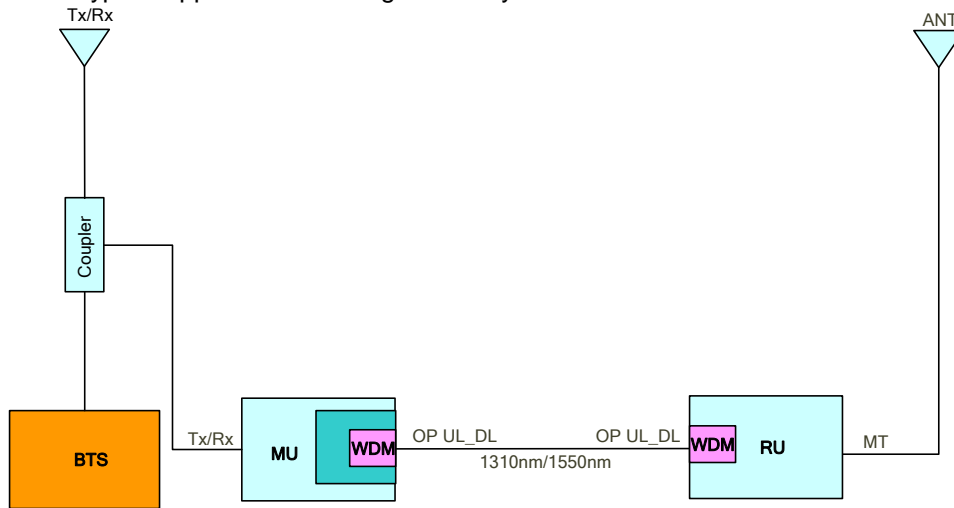 Tx/Rx
ANT
Coupler
BTS
Tx/Rx
MU
WDM
OP UL_DL
OP UL_DL
1310nm/1550nm
WDM
RU
MT